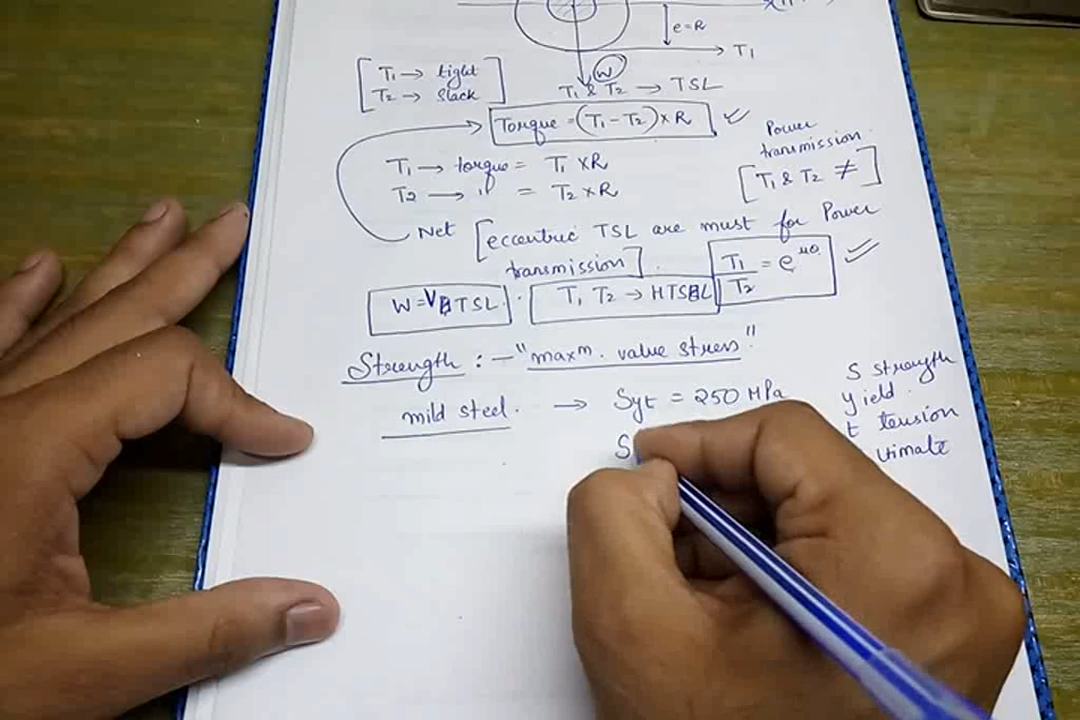 e=R
T₁
T₁ → tight
T₂ → slack
W
T₁ & T₂ → TSL
Torque = (T₁ - T₂) × R
Power
transmission
[T₁ & T₂ ≠]
T₁ → torque = T₁ × R
T₂ → " = T₂ × R
Net [eccentric TSL are must for Power
transmission]
T₁/T₂ = e^μθ
W = VTSL
T₁ T₂ → HTSL
Strength :- "maxᵐ. value stress"
mild steel. → Syt = 250 MPa
S strength
yield
t tension
ltimate
S